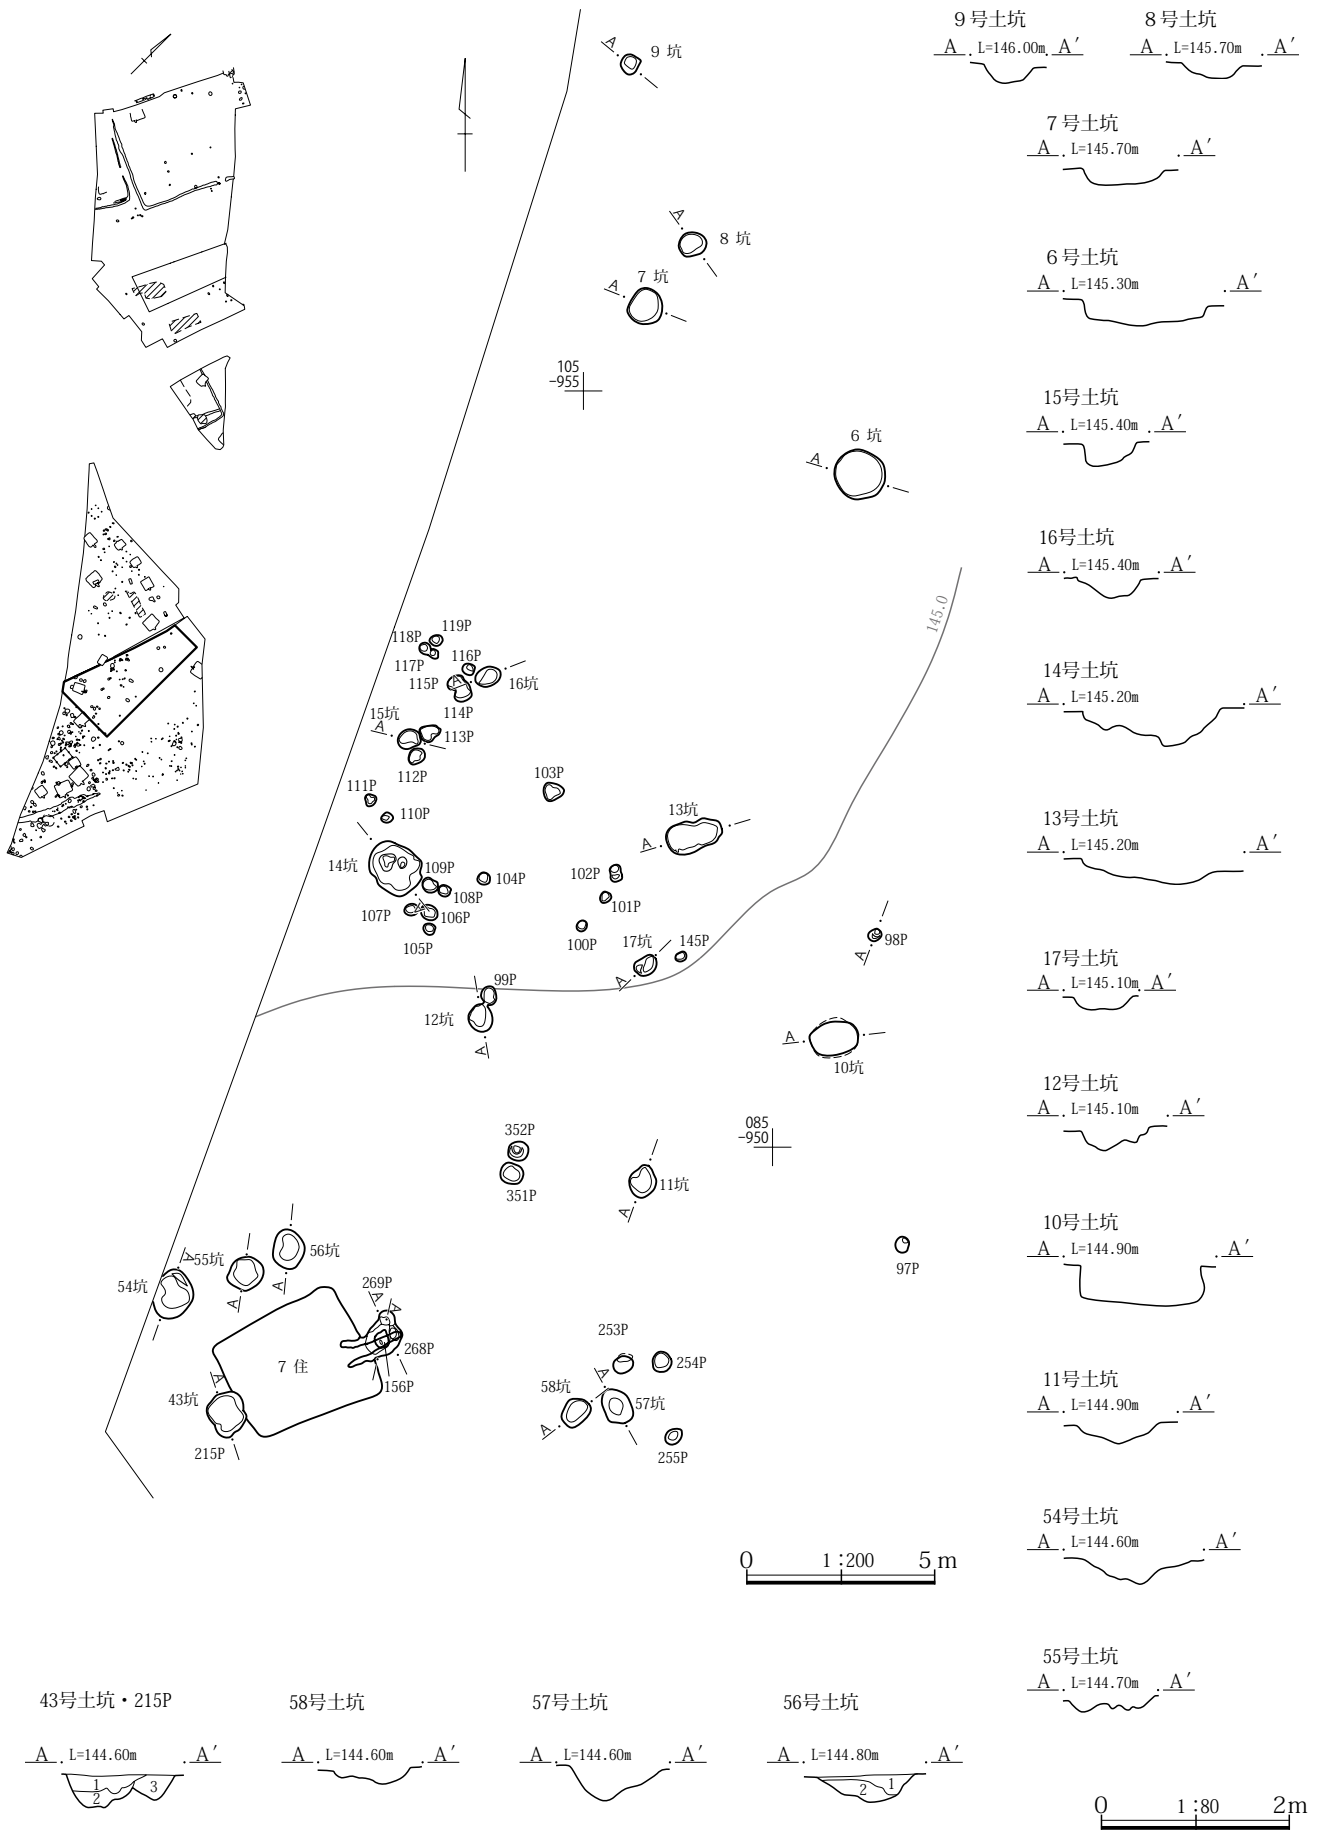 9号土坑
A L=146.00m A′
8号土坑
A L=145.70m A′
7号土坑
A L=145.70m A′
6号土坑
A L=145.30m A′
15号土坑
A L=145.40m A′
16号土坑
A L=145.40m A′
14号土坑
A L=145.20m A′
13号土坑
A L=145.20m A′
17号土坑
A L=145.10m A′
12号土坑
A L=145.10m A′
10号土坑
A L=144.90m A′
11号土坑
A L=144.90m A′
54号土坑
A L=144.60m A′
55号土坑
A L=144.70m A′
A
9 坑
A
8 坑
7 坑
A
105
-955
6 坑
A
145.0
119P
118P
117P
116P
115P
A
16坑
114P
15坑
A
113P
112P
103P
111P
110P
13坑
A
14坑
109P
104P
108P
107P
A
106P
105P
102P
101P
100P
17坑
145P
A
98P
A
99P
12坑
A
A
10坑
085
-950
352P
351P
11坑
A
97P
56坑
A
55坑
A
54坑
A
269P
A
A
268P
156P
7 住
A
43坑
215P
253P
254P
A
58坑
A
57坑
255P
0 1:200 5m
43号土坑・215P
A L=144.60m A′
1
2
3
58号土坑
A L=144.60m A′
57号土坑
A L=144.60m A′
56号土坑
A L=144.80m A′
2
1
0 1:80 2m